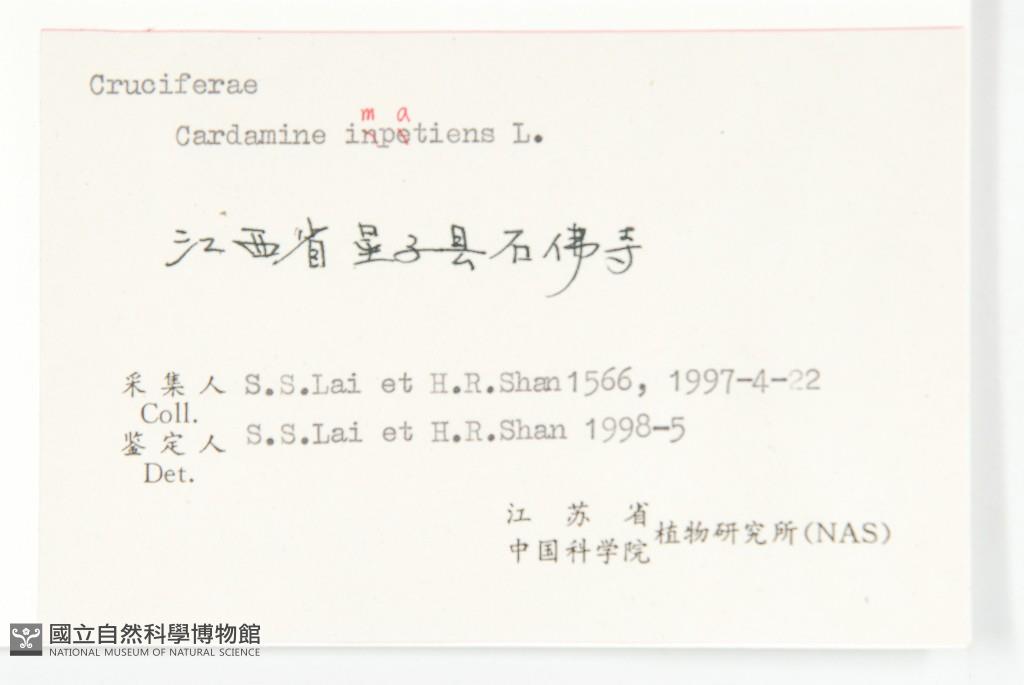 Cruciferae
m a
Cardamine inpetiens L.
江西省星子县石佛寺
采集人 S.S.Lai et H.R.Shan 1566, 1997-4-22
Coll.
鉴定人 S.S.Lai et H.R.Shan 1998-5
Det.
江苏省
中国科学院 植物研究所(NAS)
國立自然科學博物館
NATIONAL MUSEUM OF NATURAL SCIENCE